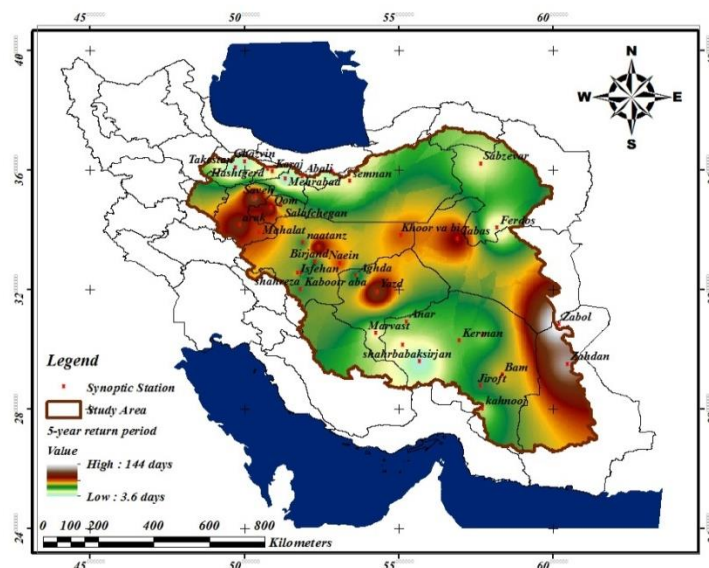 45 50 55 60
40 36 32 28 24
N
W E
S
Takestan
Ghazvin
Hashtgerd
Karaj
Abali
Mehrabad
semnan
Sabzevar
Saveh
Qom
arak
Salafchegan
Mahalat
Ferdos
Khoor va bi
Tabas
naatanz
Birjand
Naein
Isfehan
Aghda
shahreza
Kabootr aba
Yazd
Anar
Zabol
Marvast
Kerman
shahrbabaksirjan
Zahdan
Bam
Jiroft
kahnooj
Legend
Synoptic Station
Study Area
5-year return period
Value
High : 144 days
Low : 3.6 days
0 100 200 400 600 800
Kilometers
45 50 55 60